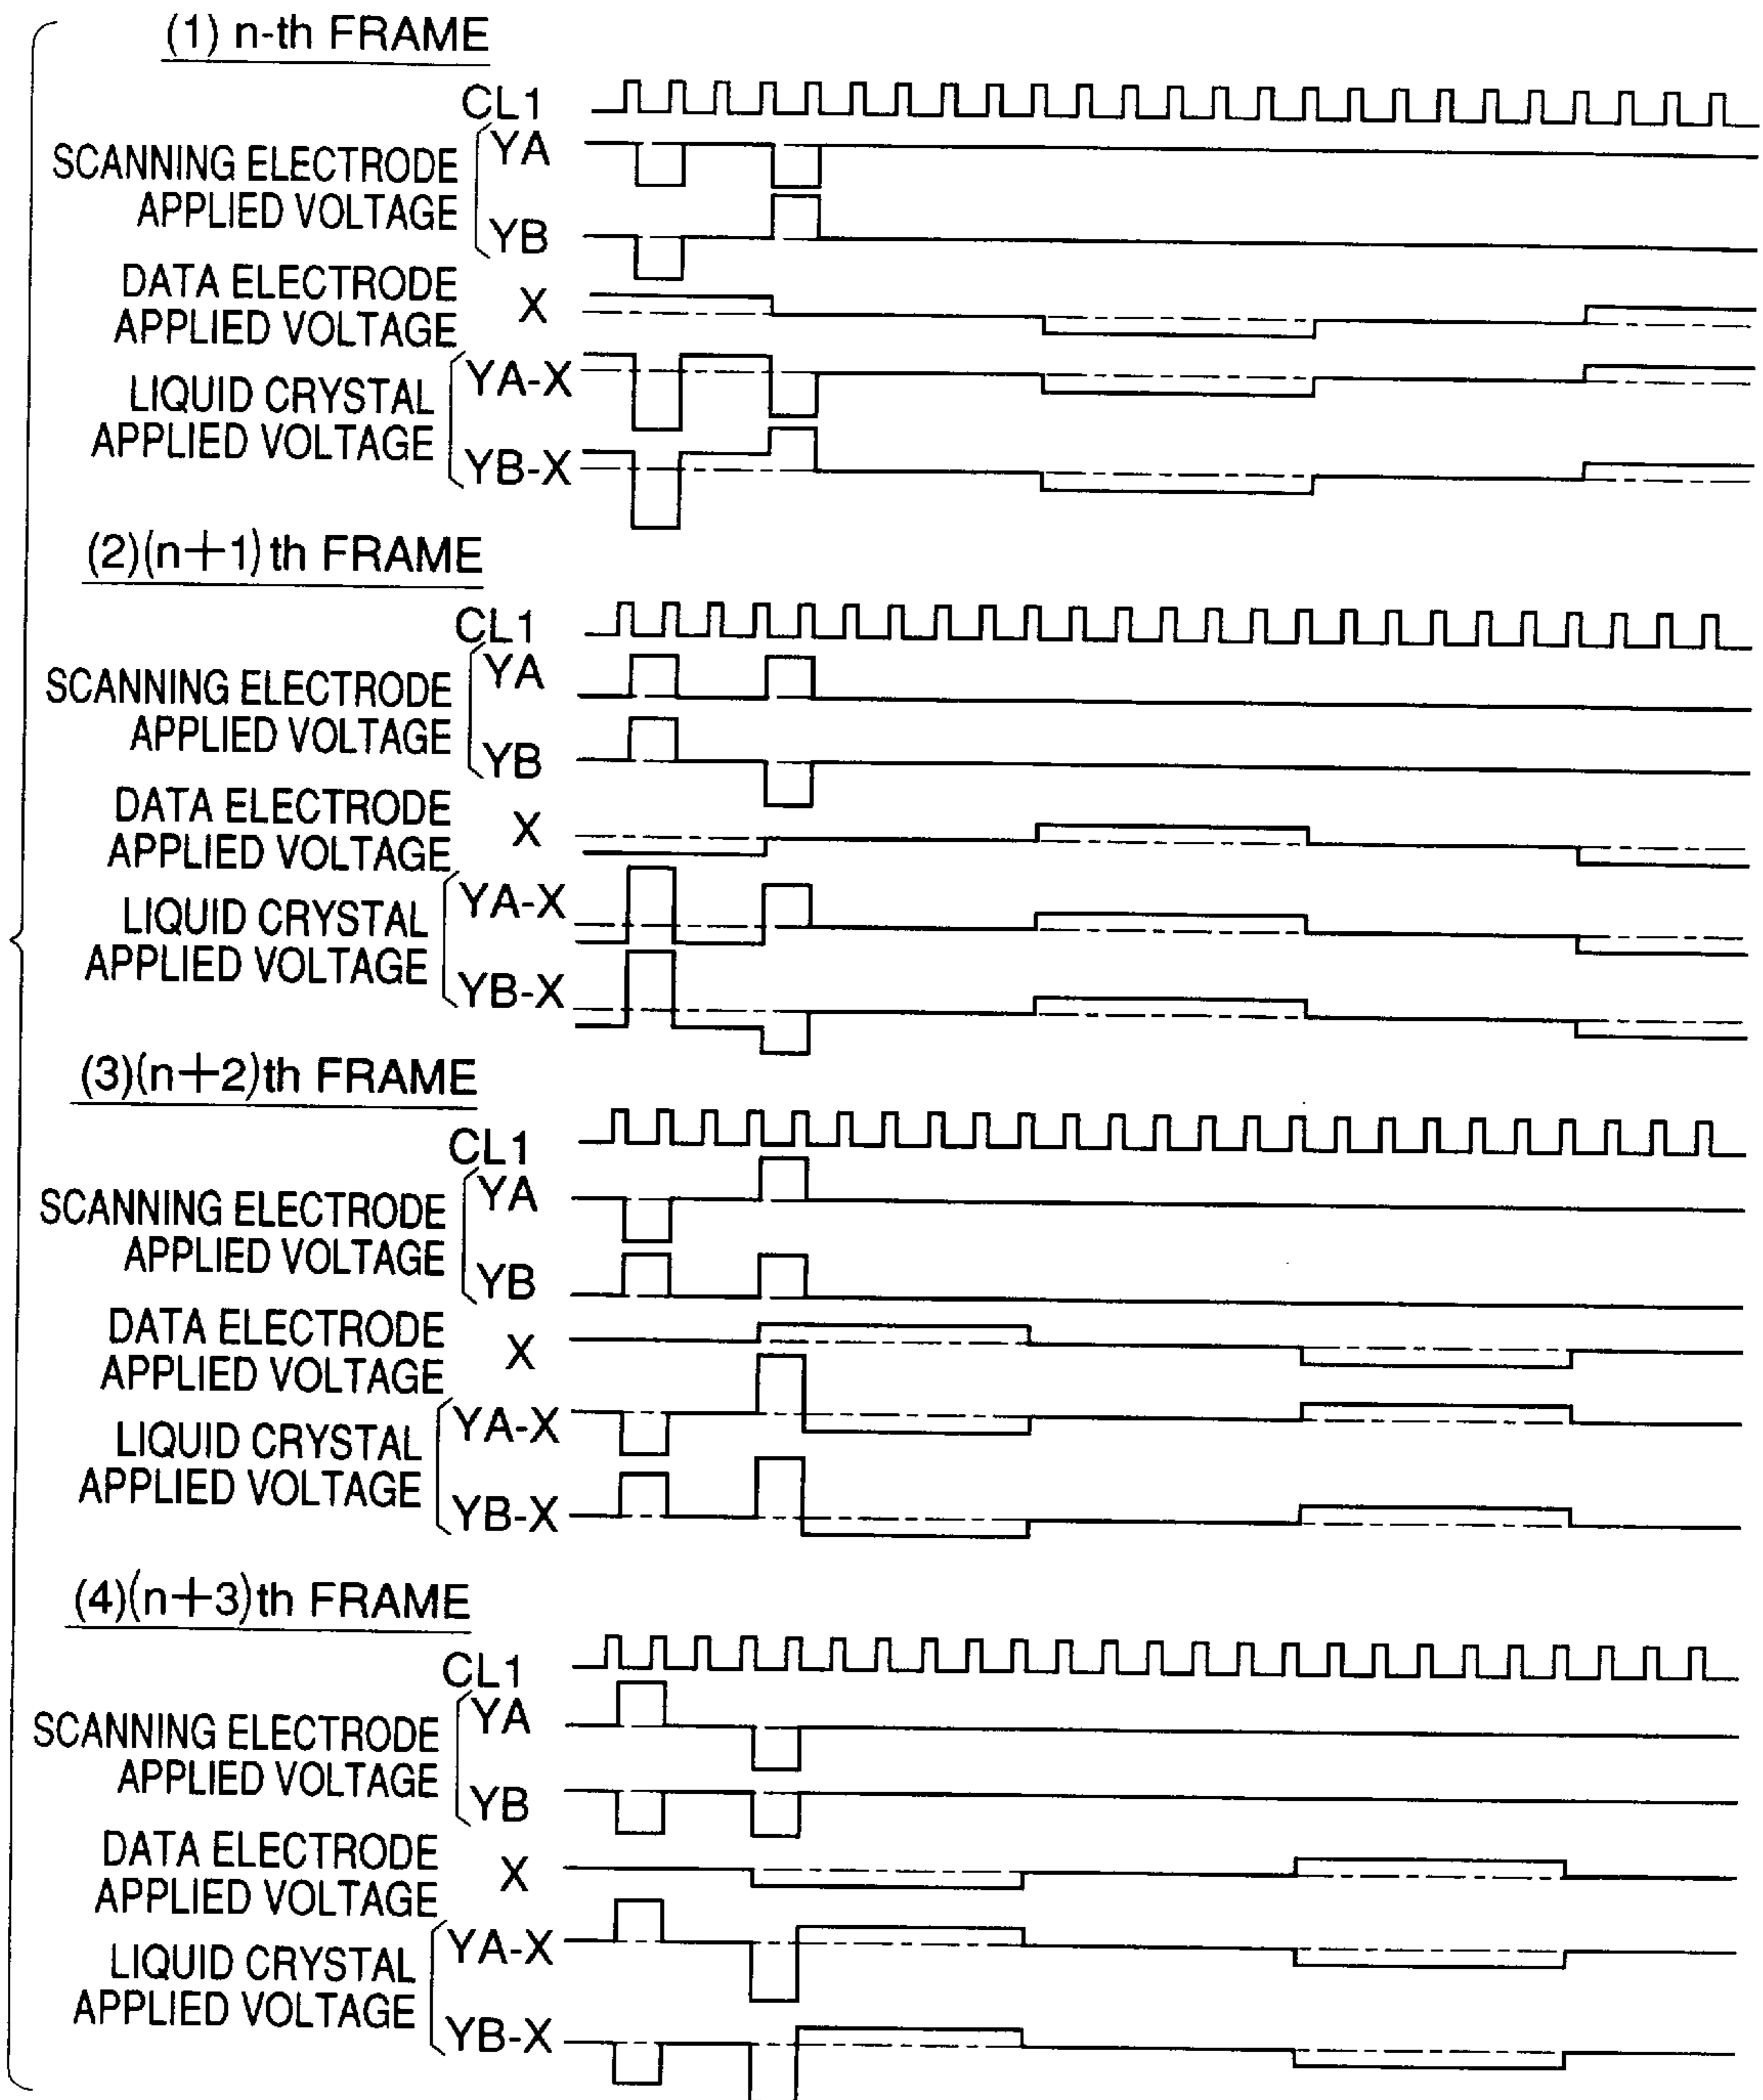 (1) n-th FRAME
CL1
SCANNING ELECTRODE
APPLIED VOLTAGE
YA
YB
DATA ELECTRODE
APPLIED VOLTAGE
X
LIQUID CRYSTAL
APPLIED VOLTAGE
YA-X
YB-X
(2)(n+1)th FRAME
CL1
SCANNING ELECTRODE
APPLIED VOLTAGE
YA
YB
DATA ELECTRODE
APPLIED VOLTAGE
X
LIQUID CRYSTAL
APPLIED VOLTAGE
YA-X
YB-X
(3)(n+2)th FRAME
CL1
SCANNING ELECTRODE
APPLIED VOLTAGE
YA
YB
DATA ELECTRODE
APPLIED VOLTAGE
X
LIQUID CRYSTAL
APPLIED VOLTAGE
YA-X
YB-X
(4)(n+3)th FRAME
CL1
SCANNING ELECTRODE
APPLIED VOLTAGE
YA
YB
DATA ELECTRODE
APPLIED VOLTAGE
X
LIQUID CRYSTAL
APPLIED VOLTAGE
YA-X
YB-X